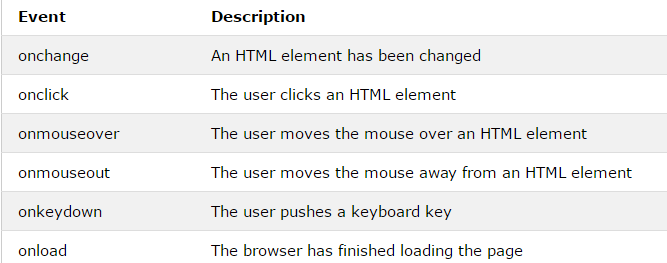 Event Description
onchange An HTML element has been changed
onclick The user clicks an HTML element
onmouseover The user moves the mouse over an HTML element
onmouseout The user moves the mouse away from an HTML element
onkeydown The user pushes a keyboard key
onload The browser has finished loading the page